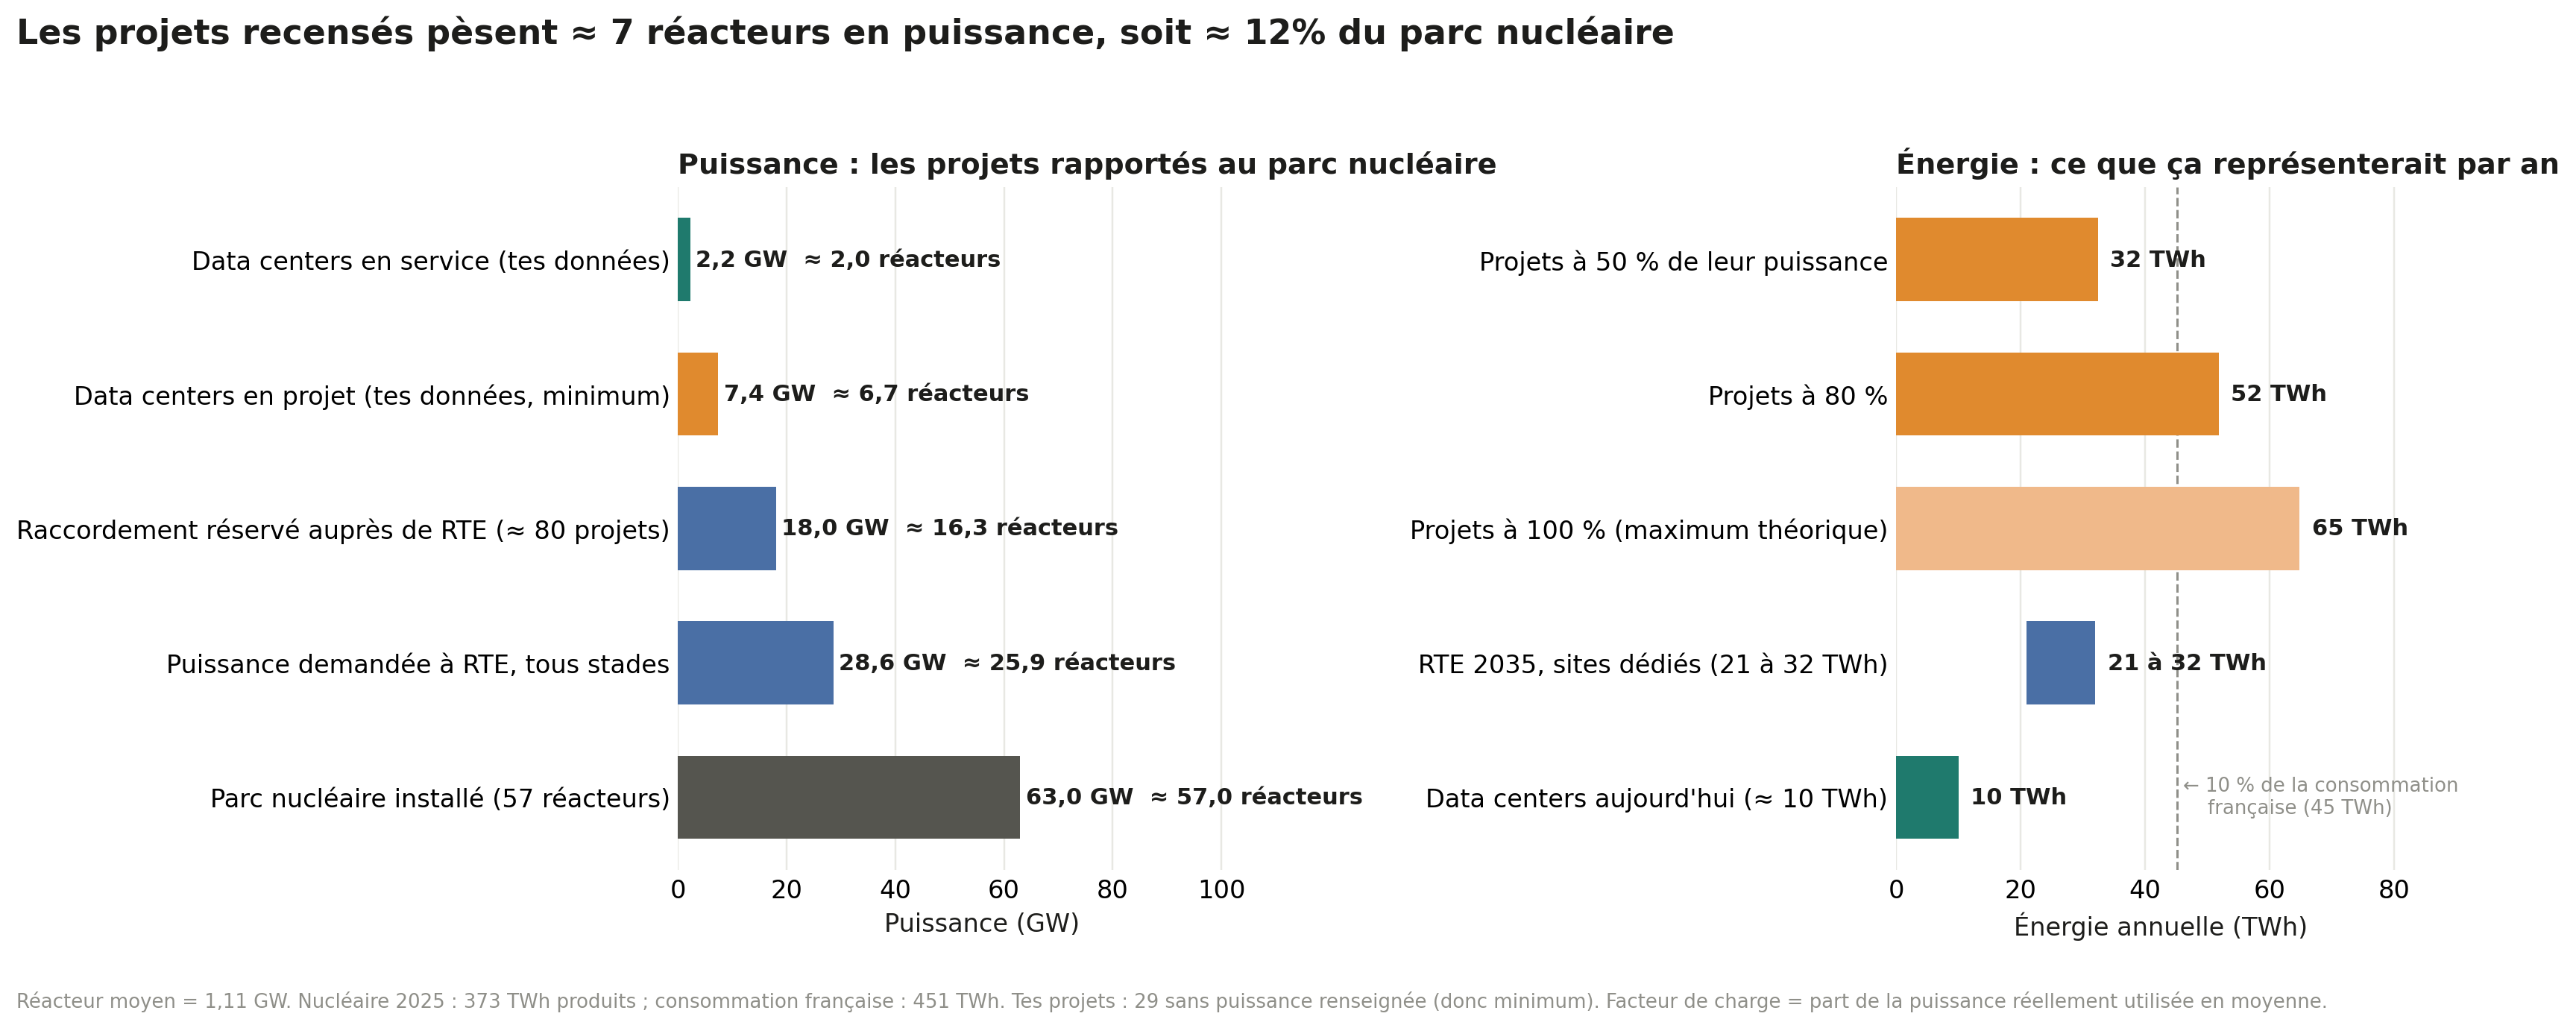 Les projets recensés pèsent ≈ 7 réacteurs en puissance, soit ≈ 12% du parc nucléaire
Puissance : les projets rapportés au parc nucléaire
Data centers en service (tes données)
2,2 GW ≈ 2,0 réacteurs
Data centers en projet (tes données, minimum)
7,4 GW ≈ 6,7 réacteurs
Raccordement réservé auprès de RTE (≈ 80 projets)
18,0 GW ≈ 16,3 réacteurs
Puissance demandée à RTE, tous stades
28,6 GW ≈ 25,9 réacteurs
Parc nucléaire installé (57 réacteurs)
63,0 GW ≈ 57,0 réacteurs
0 20 40 60 80 100
Puissance (GW)
Énergie : ce que ça représenterait par an
Projets à 50 % de leur puissance
32 TWh
Projets à 80 %
52 TWh
Projets à 100 % (maximum théorique)
65 TWh
RTE 2035, sites dédiés (21 à 32 TWh)
21 à 32 TWh
Data centers aujourd'hui (≈ 10 TWh)
10 TWh
← 10 % de la consommation
française (45 TWh)
0 20 40 60 80
Énergie annuelle (TWh)
Réacteur moyen = 1,11 GW. Nucléaire 2025 : 373 TWh produits ; consommation française : 451 TWh. Tes projets : 29 sans puissance renseignée (donc minimum). Facteur de charge = part de la puissance réellement utilisée en moyenne.